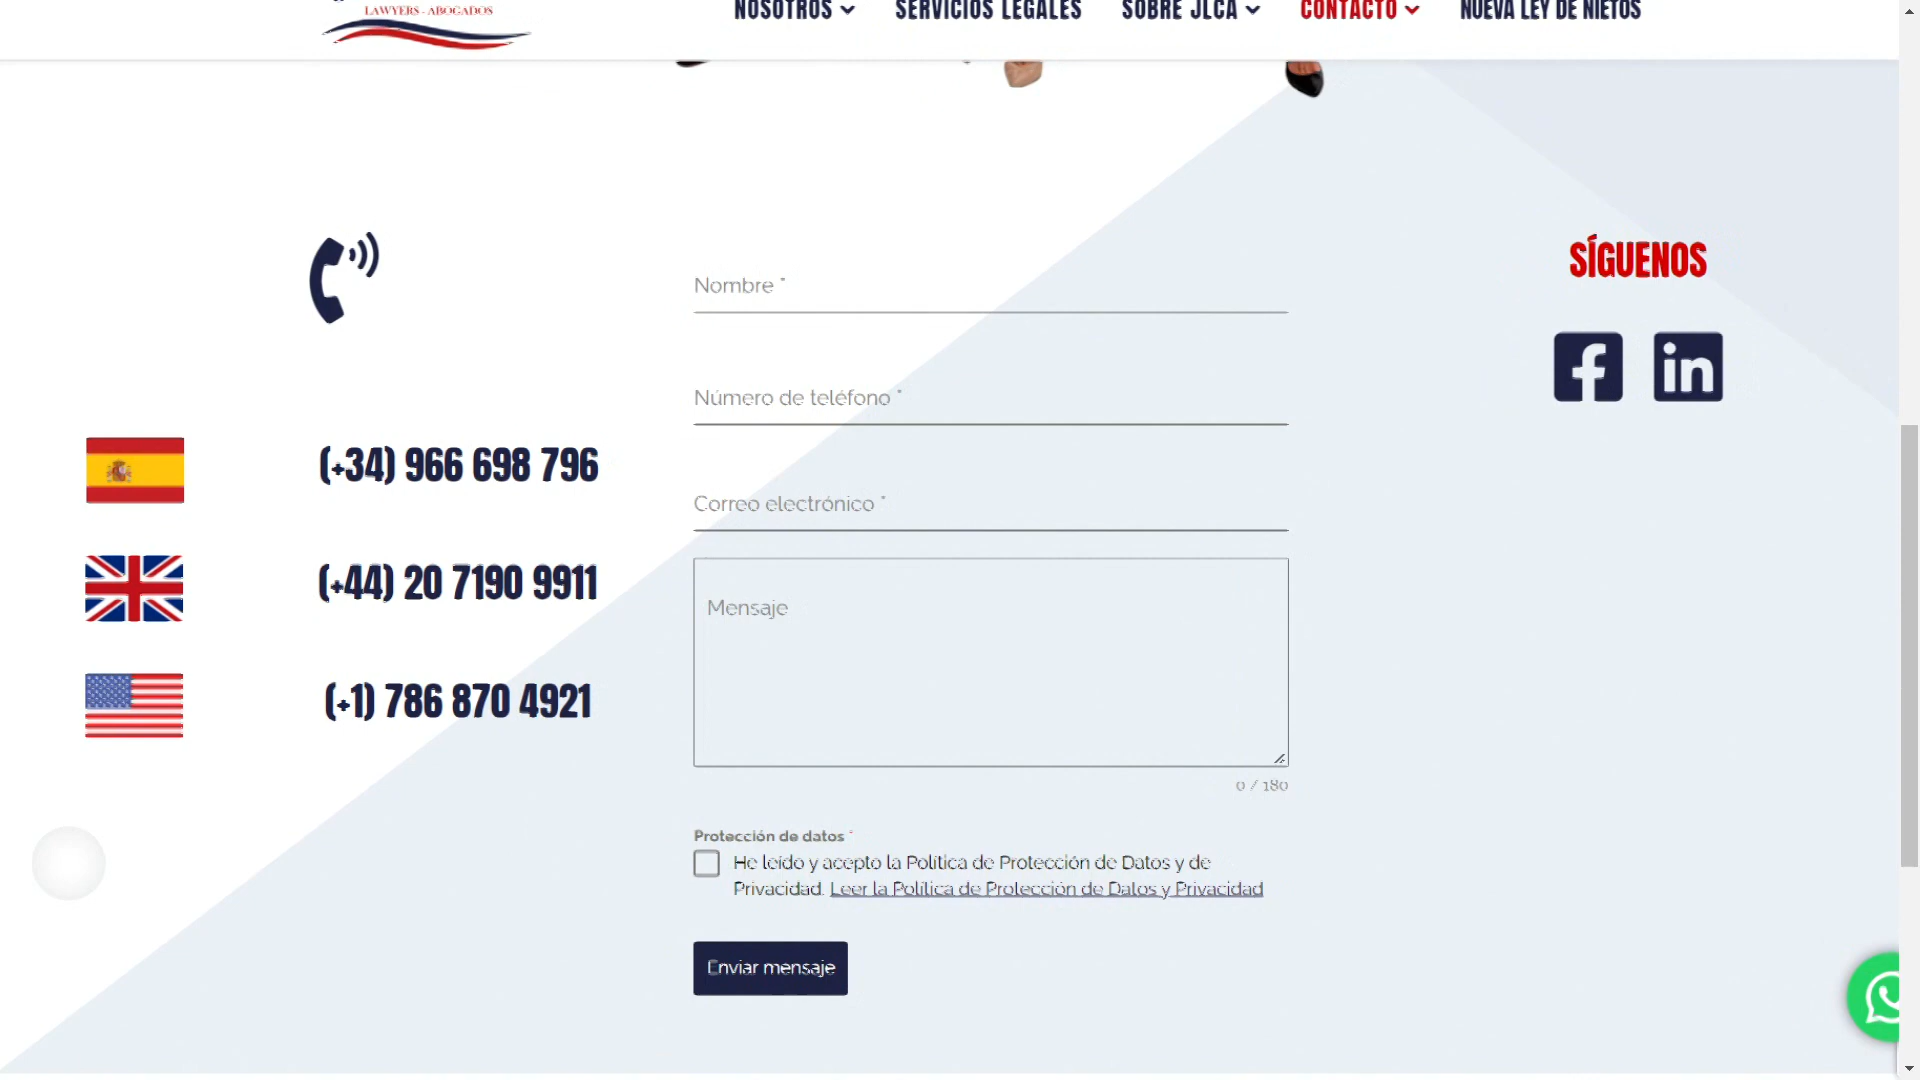 LAWYERS - ABOGADOS
NOSOTROS
SERVICIOS LEGALES
SOBRE JLCA
CONTACTO
NUEVA LEY DE NIETOS
SÍGUENOS
(+34) 966 698 796
(+44) 20 7190 9911
(+1) 786 870 4921
Nombre *
Número de teléfono *
Correo electrónico *
Mensaje
0 / 180
Protección de datos *
He leído y acepto la Política de Protección de Datos y de
Privacidad. Leer la Política de Protección de Datos y Privacidad
Enviar mensaje